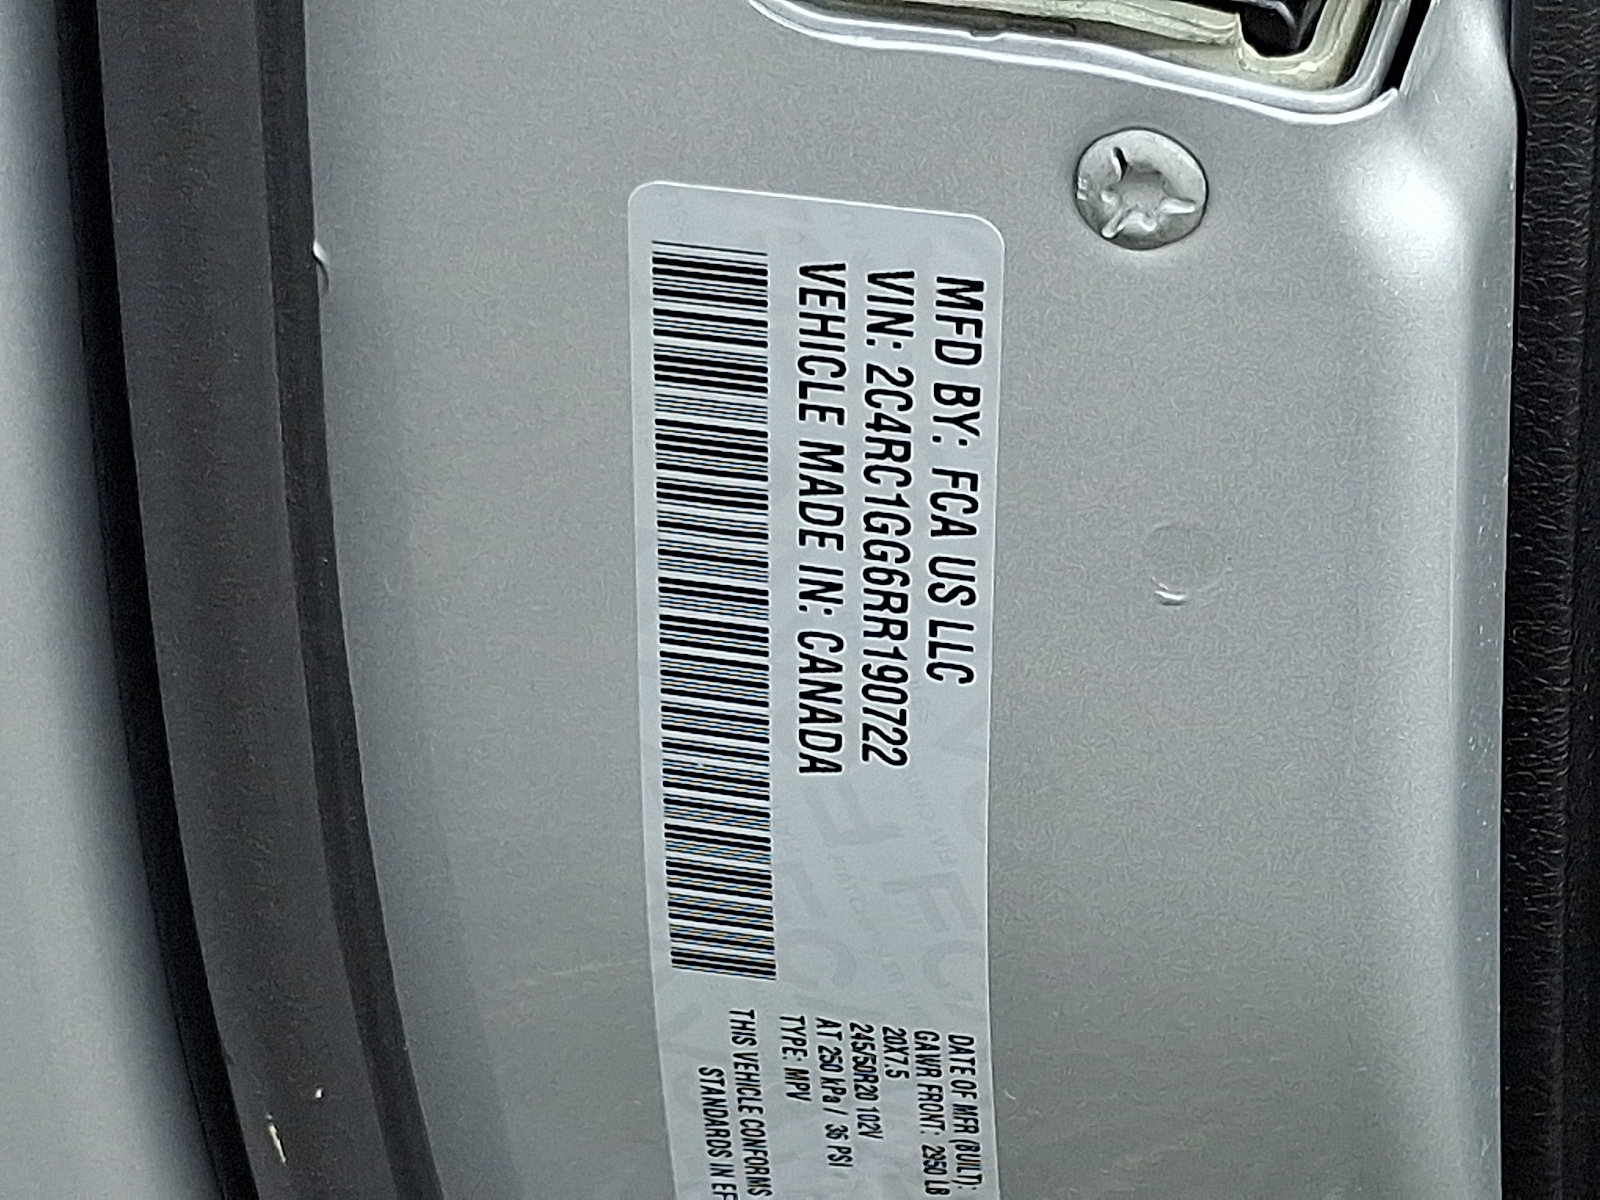 MFD BY: FCA US LLC
VIN: 2C4RC1GG6RR190722
VEHICLE MADE IN: CANADA
DATE OF MFR (BUILT):
GAWR FRONT: 2950 LB
20X7.5
245/50R20 102V
AT 250 kPa / 36 PSI
TYPE: MPV
THIS VEHICLE CONFORMS
STANDARDS IN EF